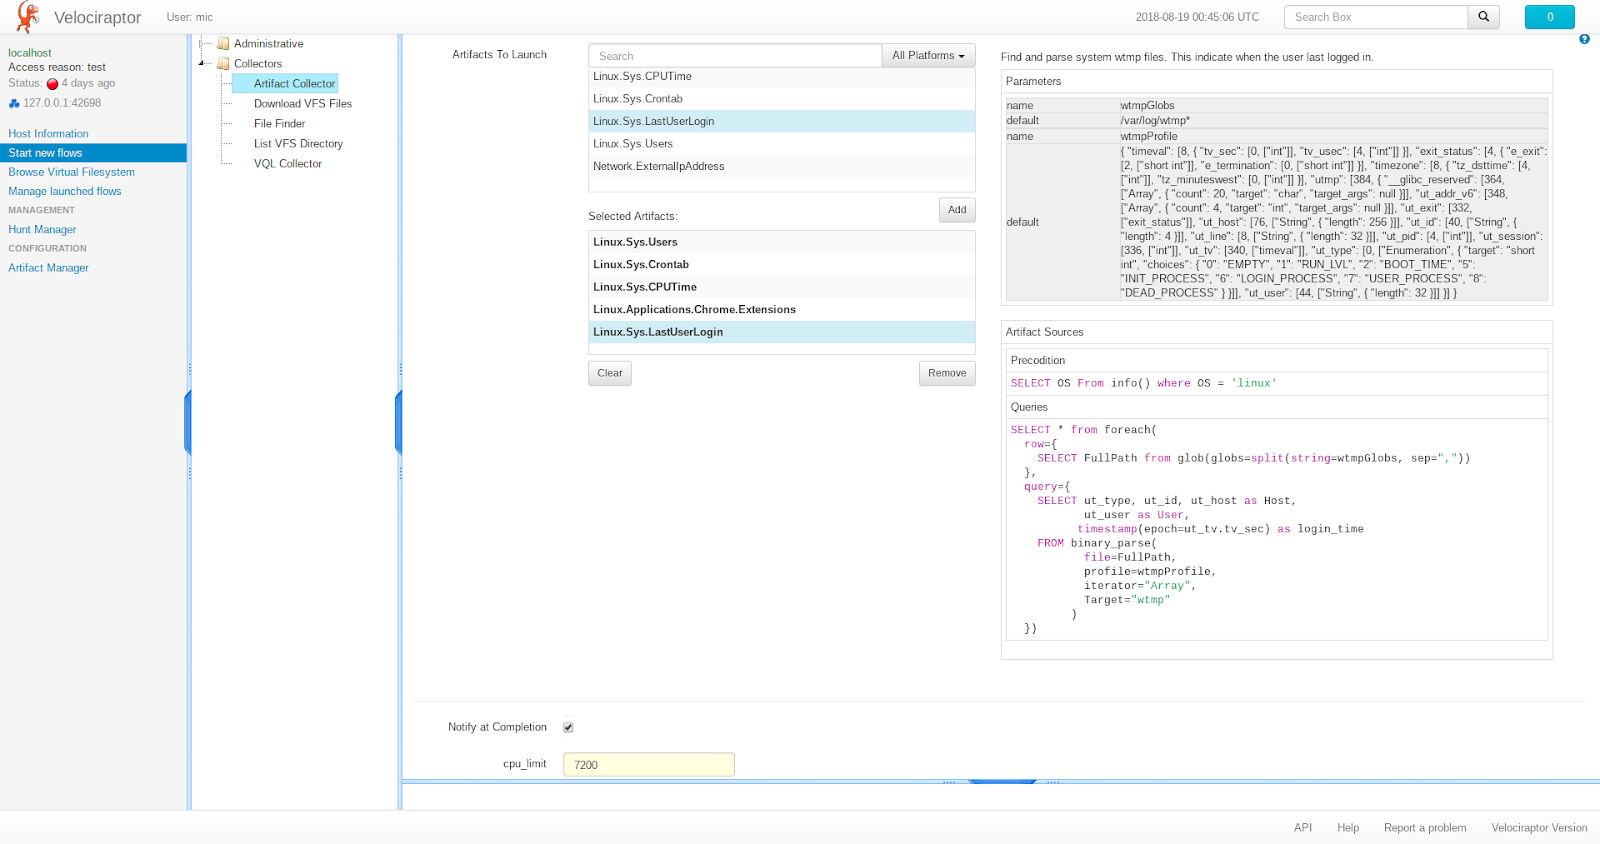 Velociraptor
User: mic
2018-08-19 00:45:06 UTC
Search Box
0
localhost
Access reason: test
Status: 4 days ago
127.0.0.1:42698
Host Information
Start new flows
Browse Virtual Filesystem
Manage launched flows
MANAGEMENT
Hunt Manager
CONFIGURATION
Artifact Manager
Administrative
Collectors
Artifact Collector
Download VFS Files
File Finder
List VFS Directory
VQL Collector
Artifacts To Launch
Search
All Platforms
Linux.Sys.CPUTime
Linux.Sys.Crontab
Linux.Sys.LastUserLogin
Linux.Sys.Users
Network.ExternalIpAddress
Add
Selected Artifacts:
Linux.Sys.Users
Linux.Sys.Crontab
Linux.Sys.CPUTime
Linux.Applications.Chrome.Extensions
Linux.Sys.LastUserLogin
Clear
Remove
?
Find and parse system wtmp files. This indicate when the user last logged in.
Parameters
name wtmpGlobs
default /var/log/wtmp*
name wtmpProfile
default
{ "timeval": [8, { "tv_sec": [0, ["int"]], "tv_usec": [4, ["int"]] }], "exit_status": [4, { "e_exit":
[2, ["short int"]], "e_termination": [0, ["short int"]] }], "timezone": [8, { "tz_dsttime": [4,
["int"]], "tz_minuteswest": [0, ["int"]] }], "utmp": [384, { "__glibc_reserved": [364,
["Array", { "count": 20, "target": "char", "target_args": null }]], "ut_addr_v6": [348,
["Array", { "count": 4, "target": "int", "target_args": null }]], "ut_exit": [332,
["exit_status"]], "ut_host": [76, ["String", { "length": 256 }]], "ut_id": [40, ["String", {
"length": 4 }]], "ut_line": [8, ["String", { "length": 32 }]], "ut_pid": [4, ["int"]], "ut_session":
[336, ["int"]], "ut_tv": [340, ["timeval"]], "ut_type": [0, ["Enumeration", { "target": "short
int", "choices": { "0": "EMPTY", "1": "RUN_LVL", "2": "BOOT_TIME", "5":
"INIT_PROCESS", "6": "LOGIN_PROCESS", "7": "USER_PROCESS", "8":
"DEAD_PROCESS" } }]], "ut_user": [44, ["String", { "length": 32 }]] }] }
Artifact Sources
Precodition
SELECT OS From info() where OS = 'linux'
Queries
SELECT * from foreach(
row={
SELECT FullPath from glob(globs=split(string=wtmpGlobs, sep=","))
},
query={
SELECT ut_type, ut_id, ut_host as Host,
ut_user as User,
timestamp(epoch=ut_tv.tv_sec) as login_time
FROM binary_parse(
file=FullPath,
profile=wtmpProfile,
iterator="Array",
Target="wtmp"
)
})
Notify at Completion
cpu_limit
7200
API
Help
Report a problem
Velociraptor Version